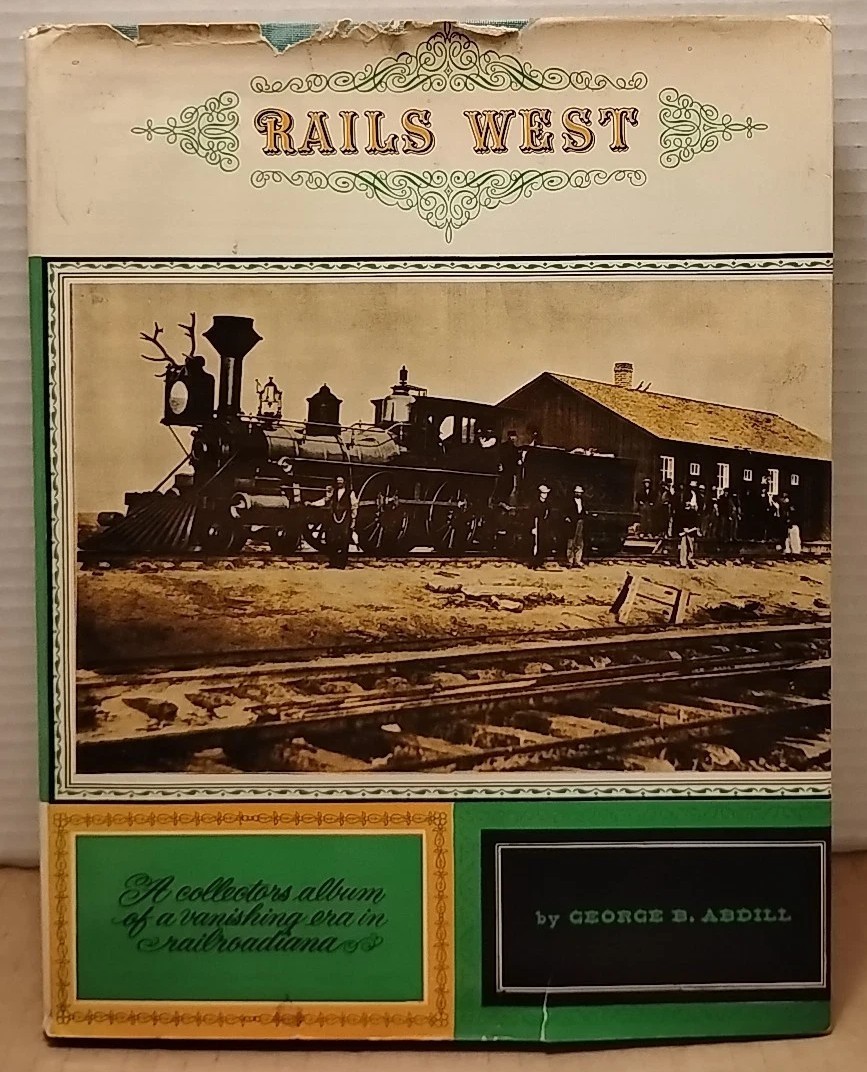 RAILS WEST
A collectors album
of a vanishing era in
railroadiana
by GEORGE B. ABDILL